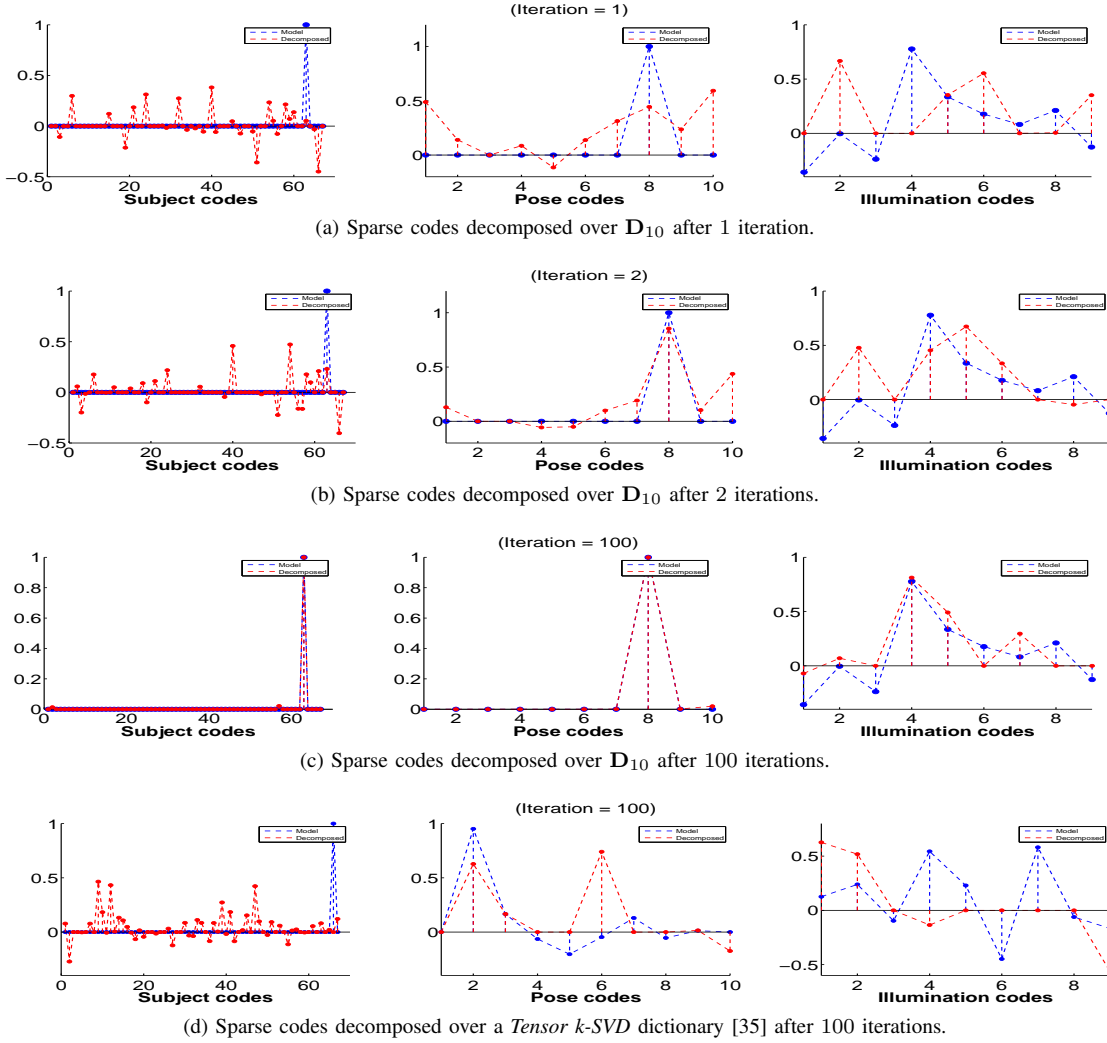 (Iteration = 1)
Model
Decomposed
Model
Decomposed
Model
Decomposed
1
0.5
0
−0.5
0 20 40 60
Subject codes
1
0.5
0
2 4 6 8 10
Pose codes
0.5
0
2 4 6 8
Illumination codes
(a) Sparse codes decomposed over D10 after 1 iteration.
(Iteration = 2)
Model
Decomposed
Model
Decomposed
Model
Decomposed
1
0.5
0
−0.5
0 20 40 60
Subject codes
1
0.5
0
2 4 6 8 10
Pose codes
0.5
0
2 4 6 8
Illumination codes
(b) Sparse codes decomposed over D10 after 2 iterations.
(Iteration = 100)
Model
Decomposed
Model
Decomposed
Model
Decomposed
1
0.8
0.6
0.4
0.2
0
0 20 40 60
Subject codes
1
0.8
0.6
0.4
0.2
0
2 4 6 8 10
Pose codes
0.5
0
2 4 6 8
Illumination codes
(c) Sparse codes decomposed over D10 after 100 iterations.
(Iteration = 100)
Model
Decomposed
Model
Decomposed
Model
Decomposed
1
0.5
0
0 20 40 60
Subject codes
1
0.5
0
2 4 6 8 10
Pose codes
0.5
0
−0.5
2 4 6 8
Illumination codes
(d) Sparse codes decomposed over a Tensor k-SVD dictionary [35] after 100 iterations.